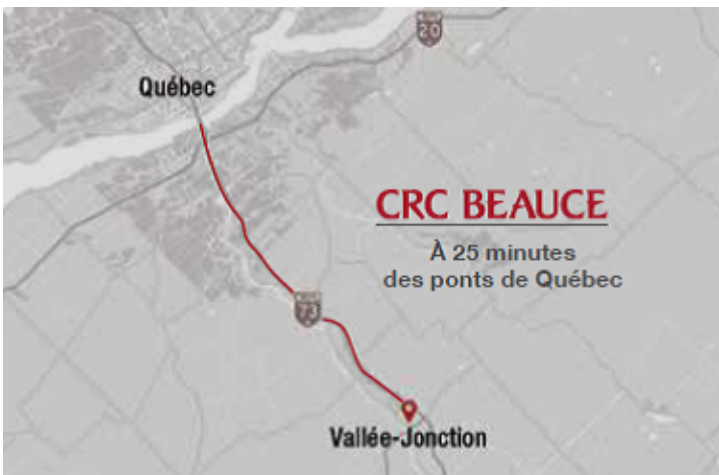 20
Québec
CRC BEAUCE
À 25 minutes
des ponts de Québec
73
Vallée-Jonction